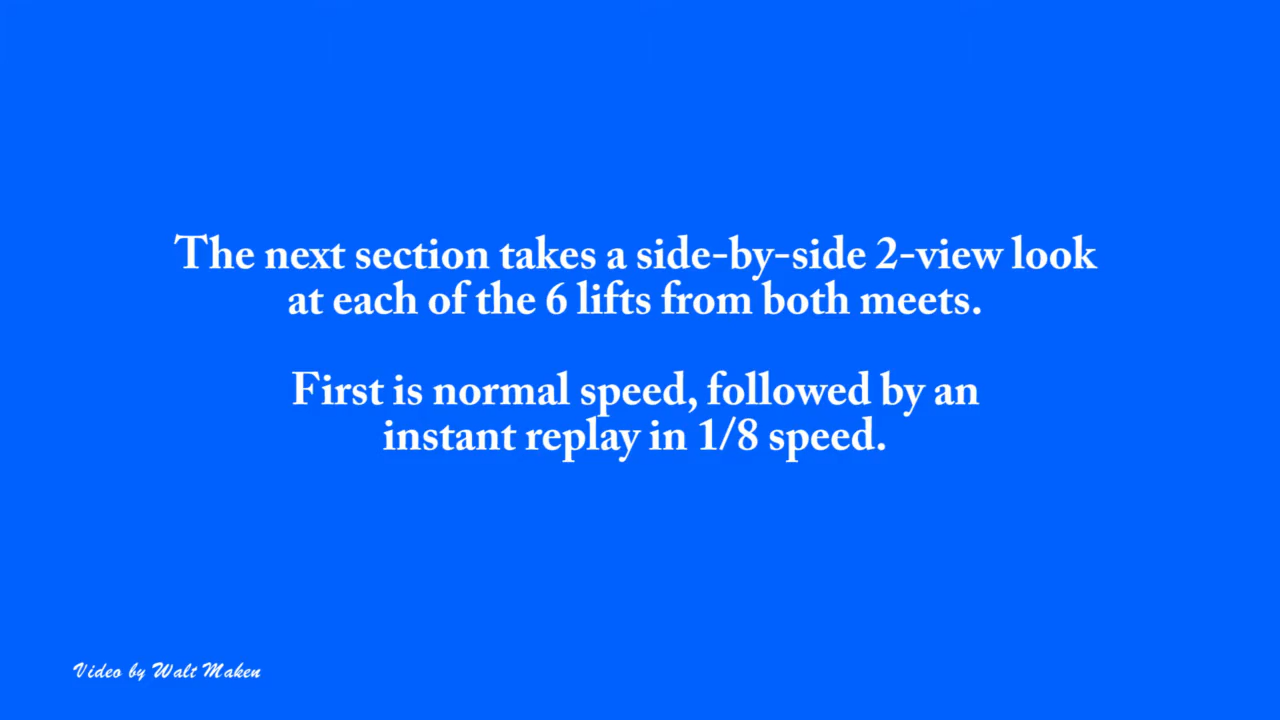 The next section takes a side-by-side 2-view look
at each of the 6 lifts from both meets.
First is normal speed, followed by an
instant replay in 1/8 speed.
Video by Walt Maken